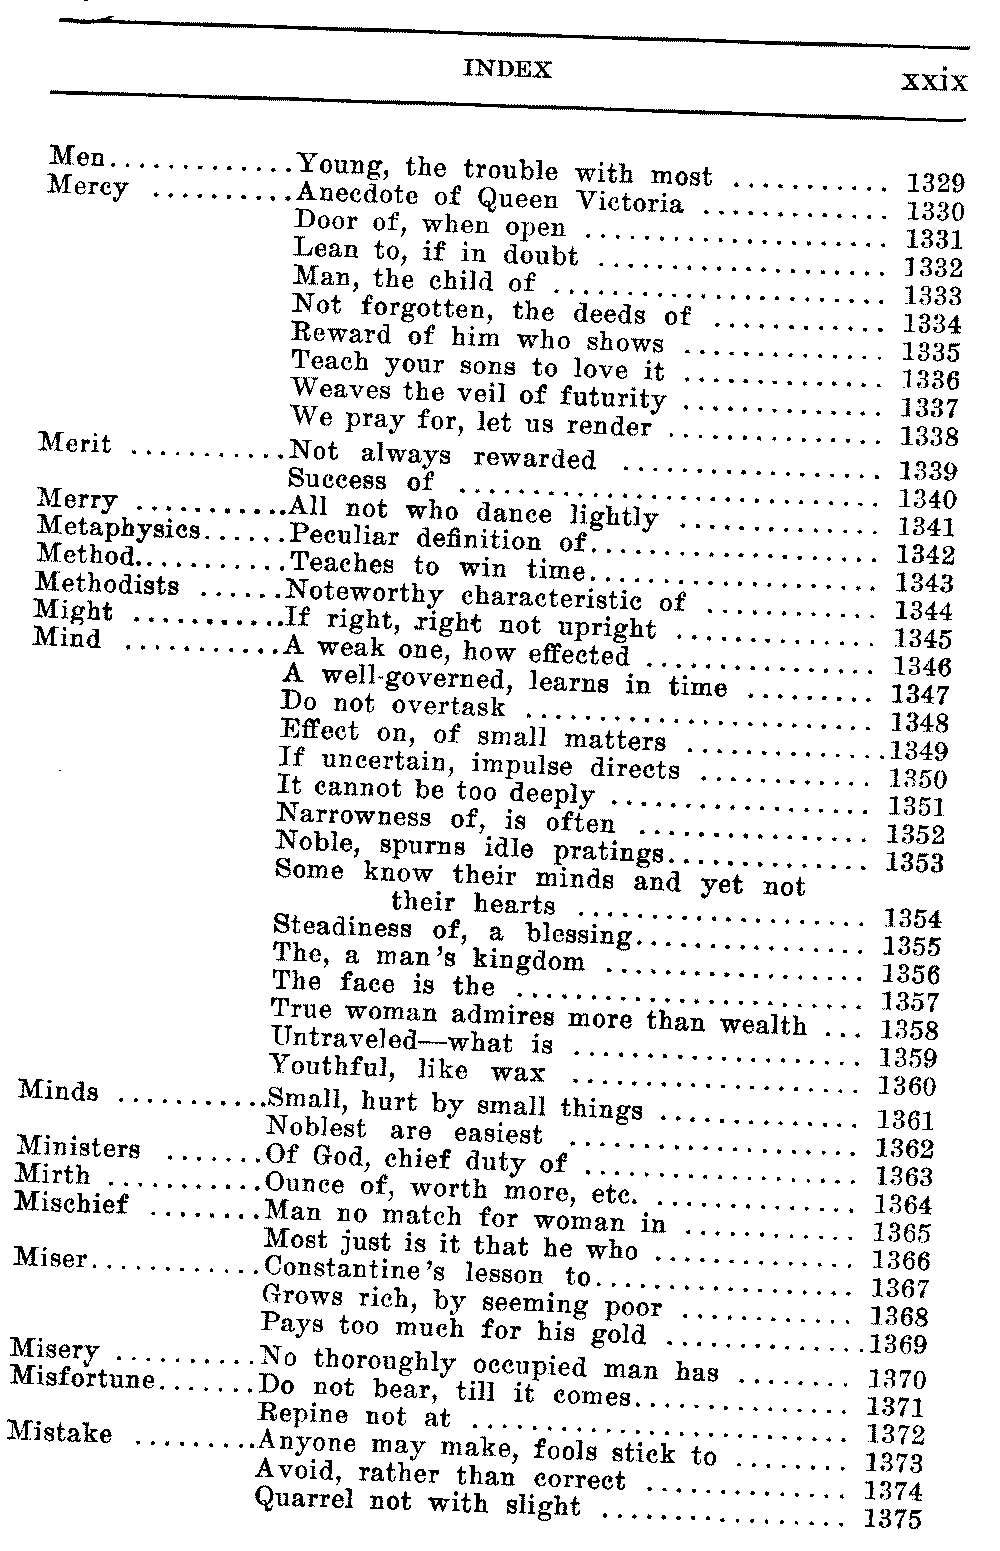 INDEX xxix
Men.............Young, the trouble with most ........... 1329
Mercy ..........Anecdote of Queen Victoria ............. 1330
Door of, when open ..................... 1331
Lean to, if in doubt .................... 1332
Man, the child of ........................ 1333
Not forgotten, the deeds of ............ 1334
Reward of him who shows .............. 1335
Teach your sons to love it .............. 1336
Weaves the veil of futurity .............. 1337
We pray for, let us render ............... 1338
Merit ...........Not always rewarded .................. 1339
Success of ............................. 1340
Merry ...........All not who dance lightly .............. 1341
Metaphysics......Peculiar definition of.................... 1342
Method...........Teaches to win time.................... 1343
Methodists ......Noteworthy characteristic of ............ 1344
Might ...........If right, right not upright .............. 1345
Mind ...........A weak one, how effected ................ 1346
A well-governed, learns in time ......... 1347
Do not overtask ....................... 1348
Effect on, of small matters ..............1349
If uncertain, impulse directs ............ 1350
It cannot be too deeply .................. 1351
Narrowness of, is often ................ 1352
Noble, spurns idle pratings.............. 1353
Some know their minds and yet not
their hearts .................... 1354
Steadiness of, a blessing................ 1355
The, a man's kingdom .................. 1356
The face is the ........................ 1357
True woman admires more than wealth ... 1358
Untraveled—what is .................... 1359
Youthful, like wax .................... 1360
Minds ...........Small, hurt by small things ............. 1361
Noblest are easiest .................... 1362
Ministers .......Of God, chief duty of ................... 1363
Mirth ...........Ounce of, worth more, etc. .............. 1364
Mischief ........Man no match for woman in ............ 1365
Most just is it that he who .............. 1366
Miser............Constantine's lesson to.................. 1367
Grows rich, by seeming poor ............ 1368
Pays too much for his gold ..............1369
Misery ..........No thoroughly occupied man has ........ 1370
Misfortune.......Do not bear, till it comes............... 1371
Repine not at .......................... 1372
Mistake .........Anyone may make, fools stick to ........ 1373
Avoid, rather than correct .............. 1374
Quarrel not with slight ................. 1375